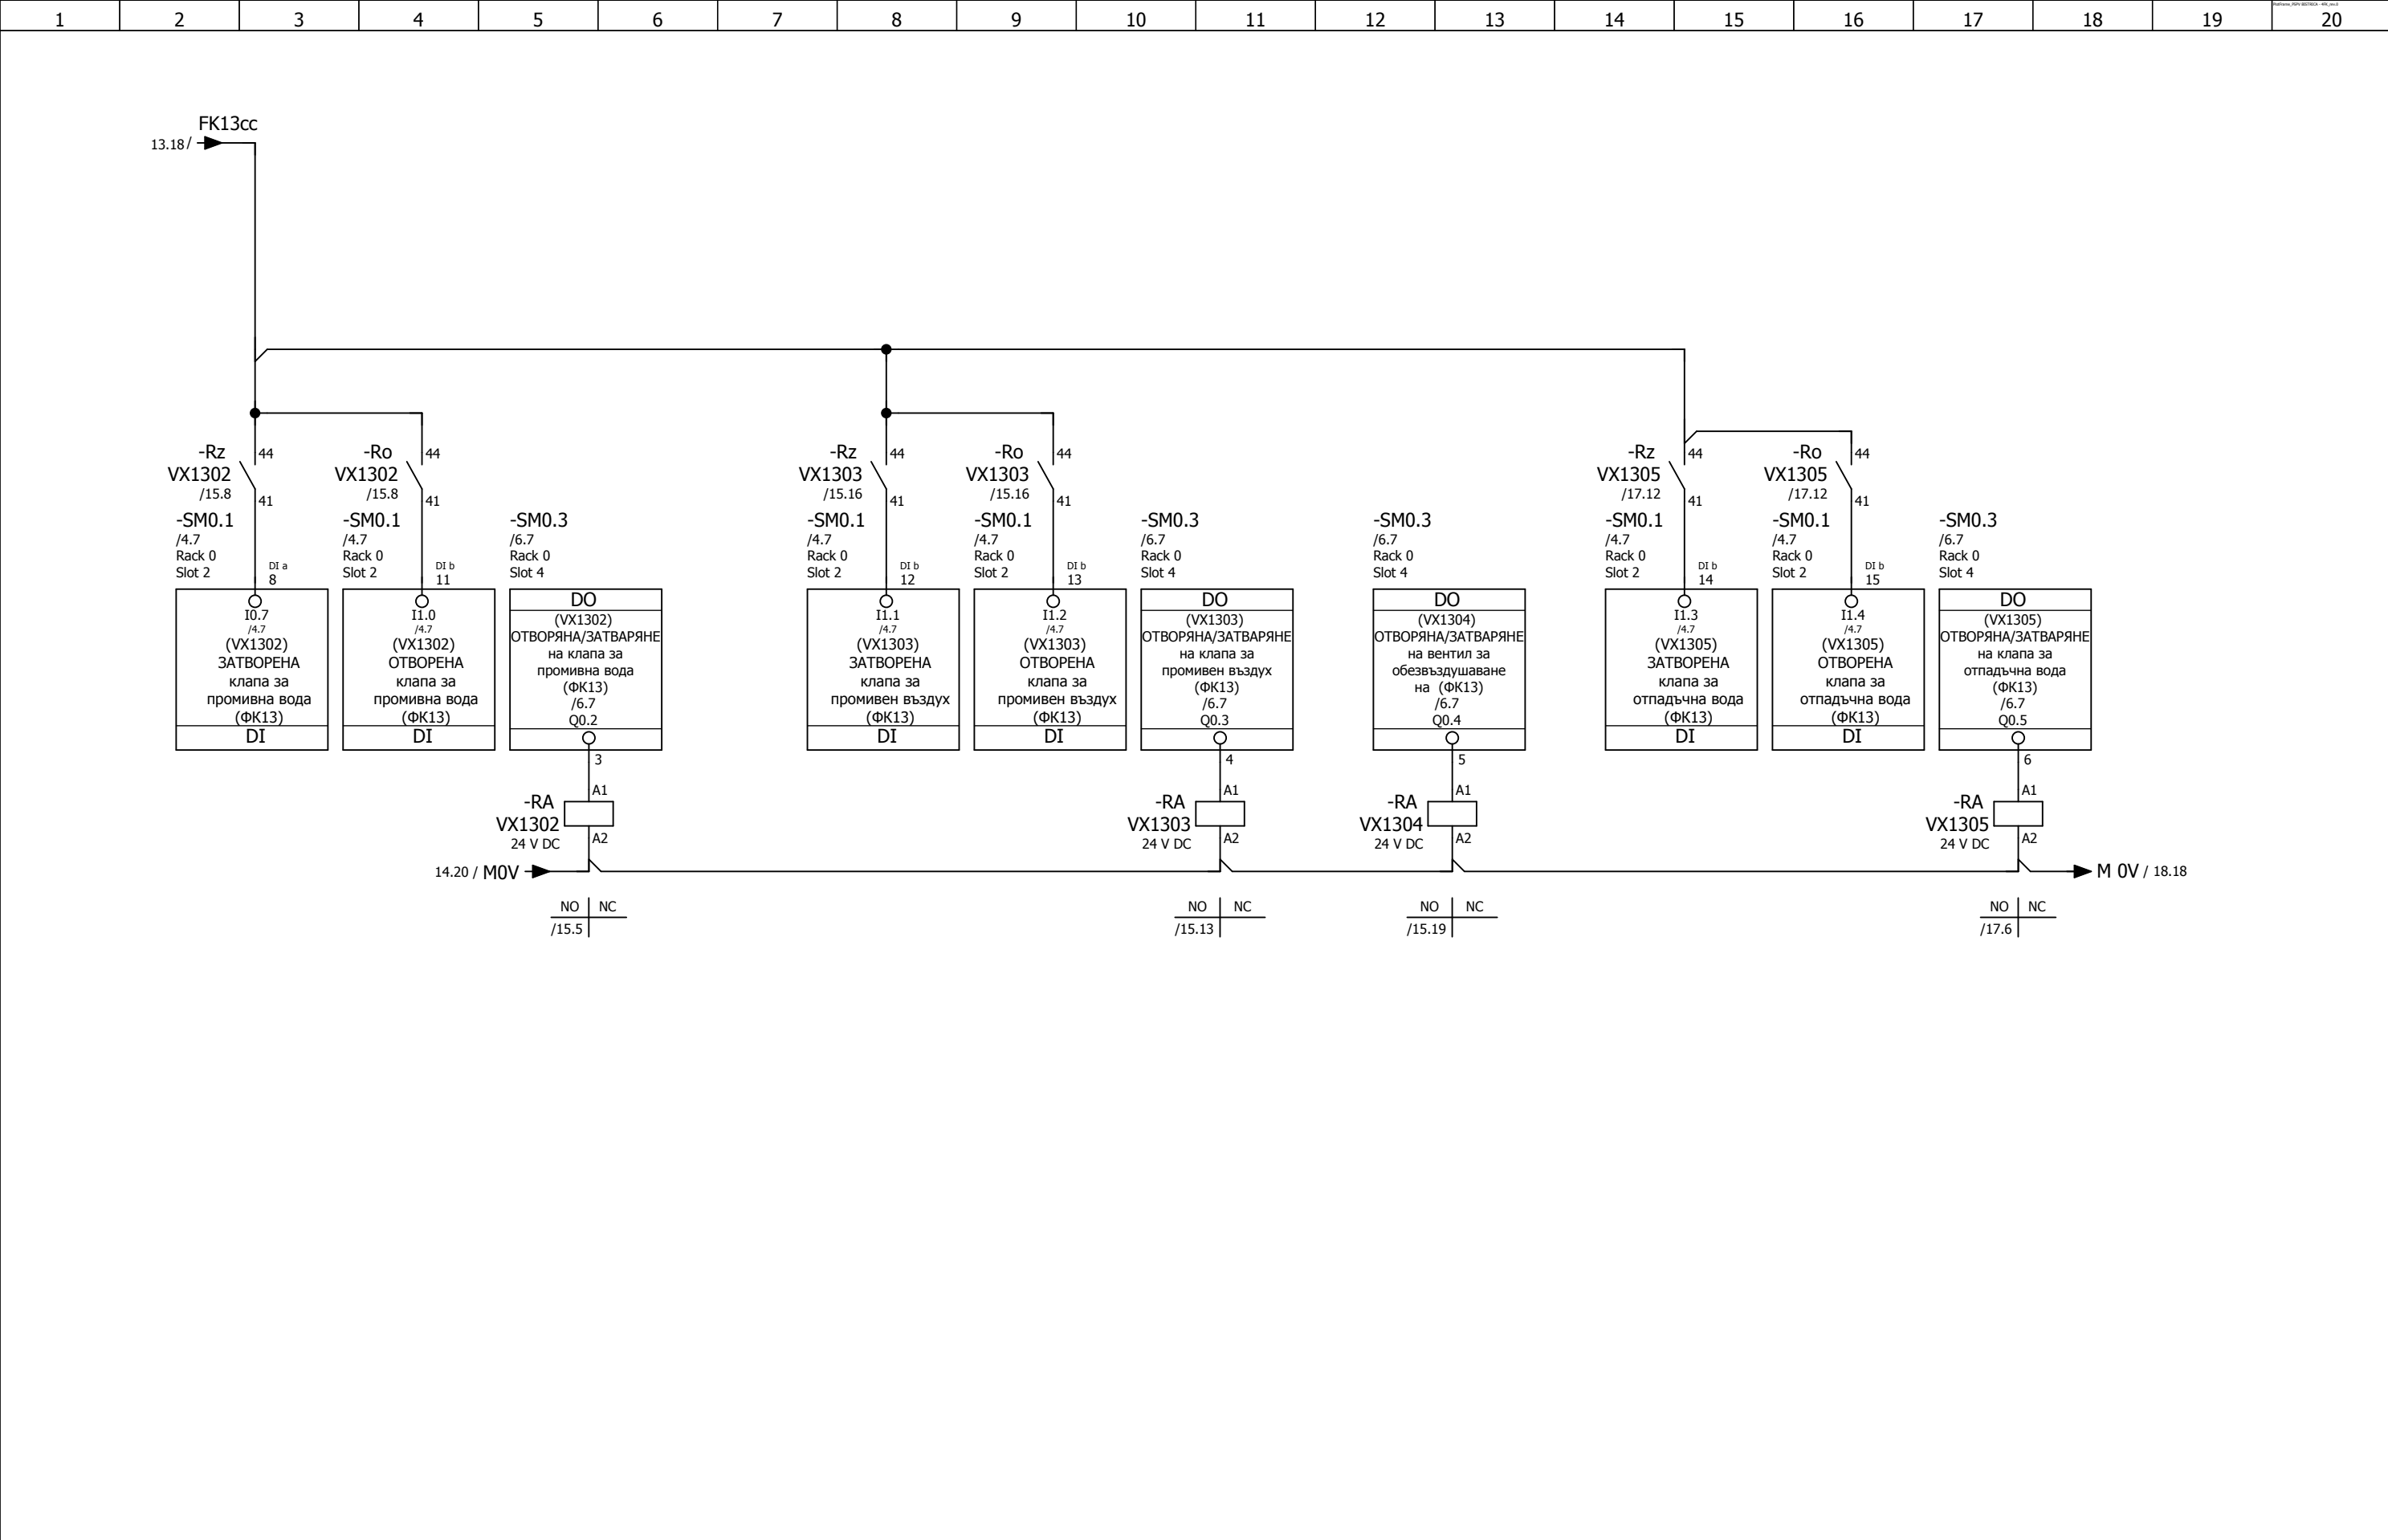 1 2 3 4 5 6 7 8 9 10 11 12 13 14 15 16 17 18 19 20
FK13cc
13.18 /
-Rz
VX1302
/15.8
44
41
-SM0.1
/4.7
Rack 0
Slot 2
DI a
8
I0.7
/4.7
(VX1302)
ЗАТВОРЕНА
клапа за
промивна вода
(ФК13)
DI
-Ro
VX1302
/15.8
44
41
-SM0.1
/4.7
Rack 0
Slot 2
DI b
11
I1.0
/4.7
(VX1302)
ОТВОРЕНА
клапа за
промивна вода
(ФК13)
DI
-SM0.3
/6.7
Rack 0
Slot 4
DO
(VX1302)
ОТВОРЯНА/ЗАТВАРЯНЕ
на клапа за
промивна вода
(ФК13)
/6.7
Q0.2
3
-RA
VX1302
24 V DC
A1
A2
14.20 / M0V
NO NC
/15.5
-Rz
VX1303
/15.16
44
41
-SM0.1
/4.7
Rack 0
Slot 2
DI b
12
I1.1
/4.7
(VX1303)
ЗАТВОРЕНА
клапа за
промивен въздух
(ФК13)
DI
-Ro
VX1303
/15.16
44
41
-SM0.1
/4.7
Rack 0
Slot 2
DI b
13
I1.2
/4.7
(VX1303)
ОТВОРЕНА
клапа за
промивен въздух
(ФК13)
DI
-SM0.3
/6.7
Rack 0
Slot 4
DO
(VX1303)
ОТВОРЯНА/ЗАТВАРЯНЕ
на клапа за
промивен въздух
(ФК13)
/6.7
Q0.3
4
-RA
VX1303
24 V DC
A1
A2
NO NC
/15.13
-SM0.3
/6.7
Rack 0
Slot 4
DO
(VX1304)
ОТВОРЯНА/ЗАТВАРЯНЕ
на вентил за
обезвъздушаване
на (ФК13)
/6.7
Q0.4
5
-RA
VX1304
24 V DC
A1
A2
NO NC
/15.19
-Rz
VX1305
/17.12
44
41
-SM0.1
/4.7
Rack 0
Slot 2
DI b
14
I1.3
/4.7
(VX1305)
ЗАТВОРЕНА
клапа за
отпадъчна вода
(ФК13)
DI
-Ro
VX1305
/17.12
44
41
-SM0.1
/4.7
Rack 0
Slot 2
DI b
15
I1.4
/4.7
(VX1305)
ОТВОРЕНА
клапа за
отпадъчна вода
(ФК13)
DI
-SM0.3
/6.7
Rack 0
Slot 4
DO
(VX1305)
ОТВОРЯНА/ЗАТВАРЯНЕ
на клапа за
отпадъчна вода
(ФК13)
/6.7
Q0.5
6
-RA
VX1305
24 V DC
A1
A2
M 0V / 18.18
NO NC
/17.6